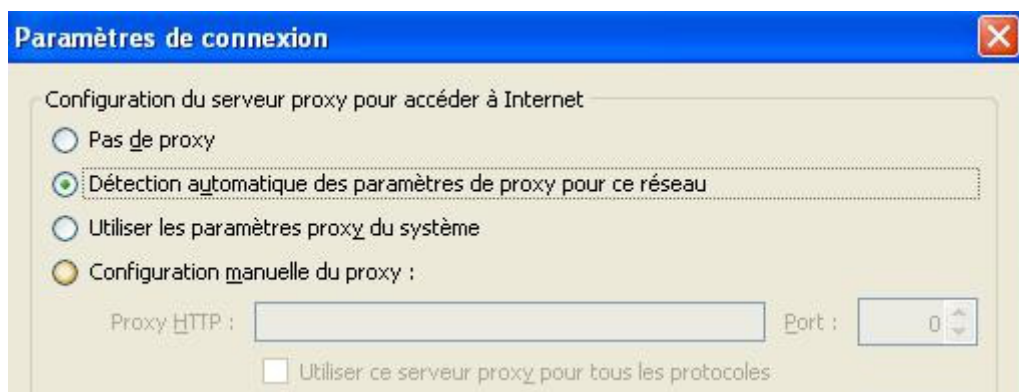 Paramètres de connexion
Configuration du serveur proxy pour accéder à Internet
Pas de proxy
Détection automatique des paramètres de proxy pour ce réseau
Utiliser les paramètres proxy du système
Configuration manuelle du proxy :
Proxy HTTP : Port : 0
Utiliser ce serveur proxy pour tous les protocoles